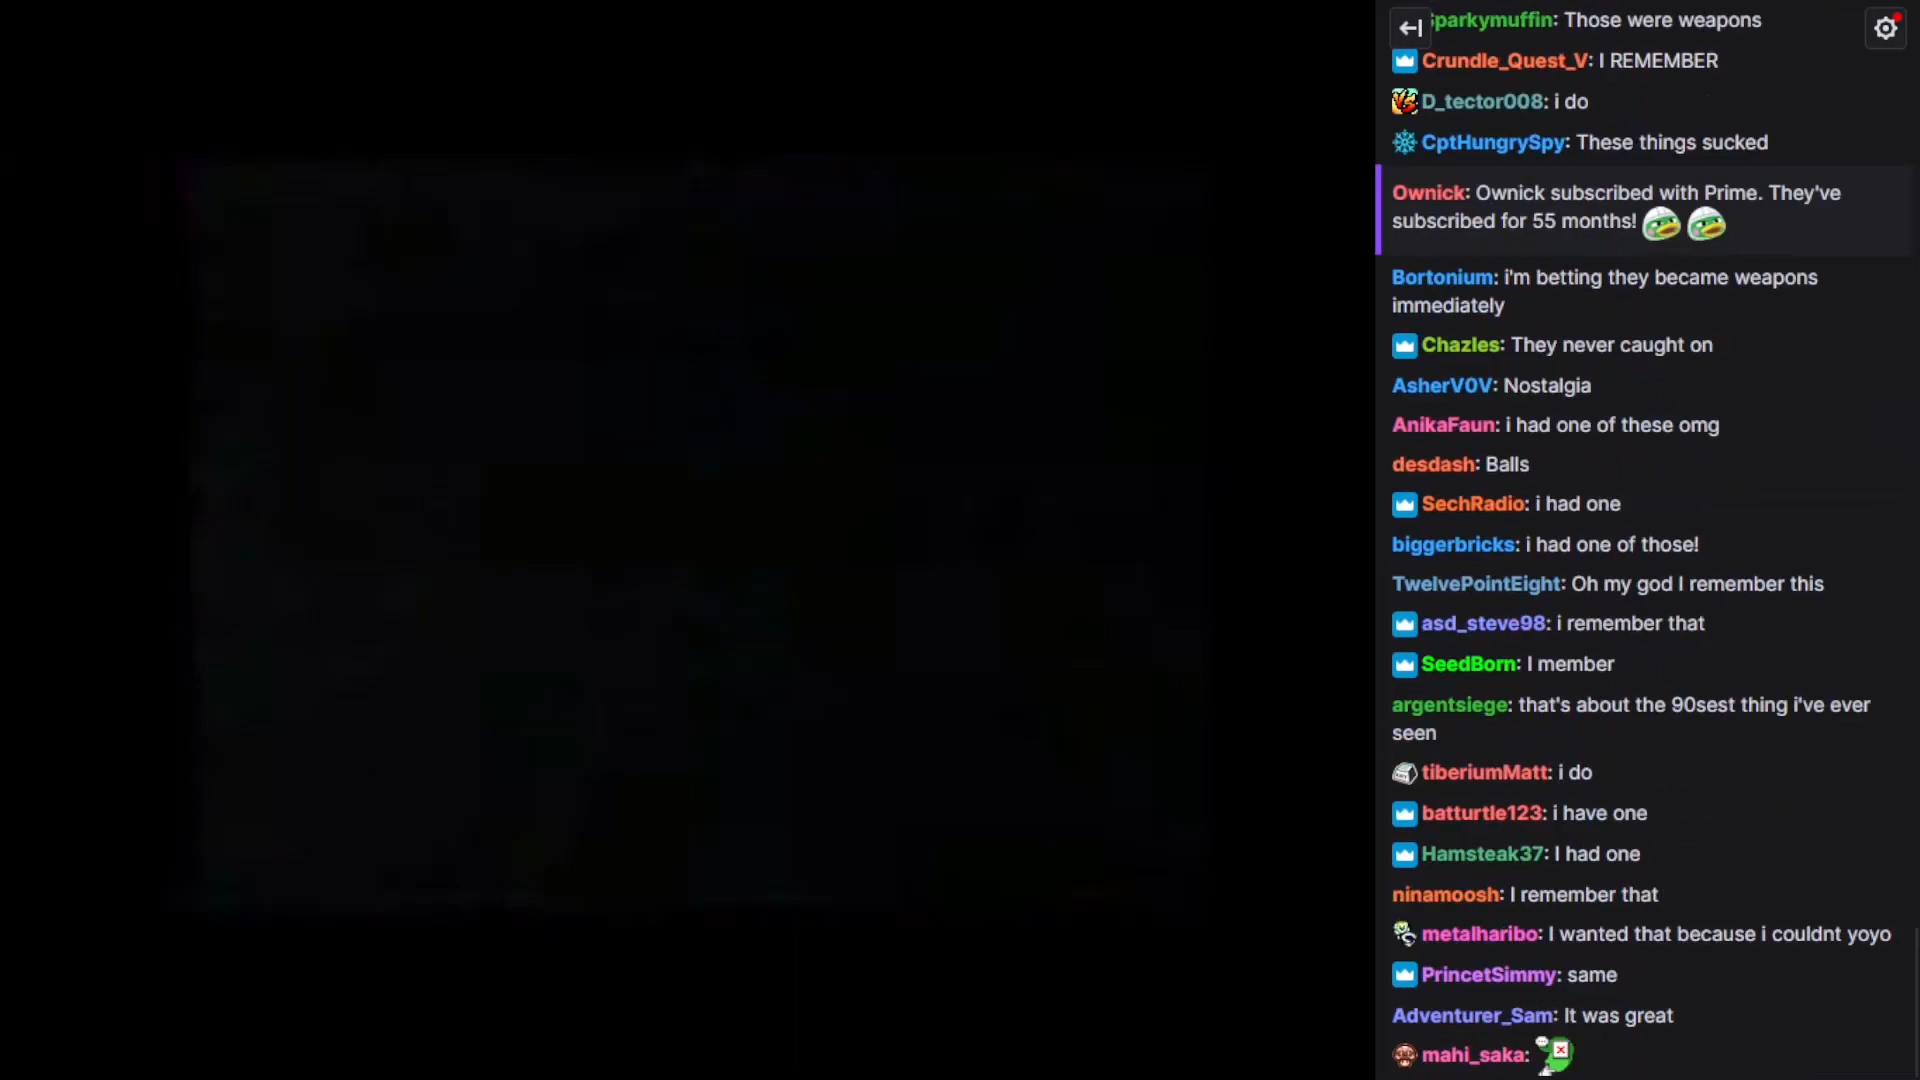 Sparkymuffin: Those were weapons
Crundle_Quest_V: I REMEMBER
D_tector008: i do
CptHungrySpy: These things sucked
Ownick: Ownick subscribed with Prime. They've
subscribed for 55 months!
Bortonium: i'm betting they became weapons
immediately
Chazles: They never caught on
AsherV0V: Nostalgia
AnikaFaun: i had one of these omg
desdash: Balls
SechRadio: i had one
biggerbricks: i had one of those!
TwelvePointEight: Oh my god I remember this
asd_steve98: i remember that
SeedBorn: I member
argentsiege: that's about the 90sest thing i've ever
seen
tiberiumMatt: i do
batturtle123: i have one
Hamsteak37: I had one
ninamoosh: I remember that
metalharibo: I wanted that because i couldnt yoyo
PrincetSimmy: same
Adventurer_Sam: It was great
mahi_saka: